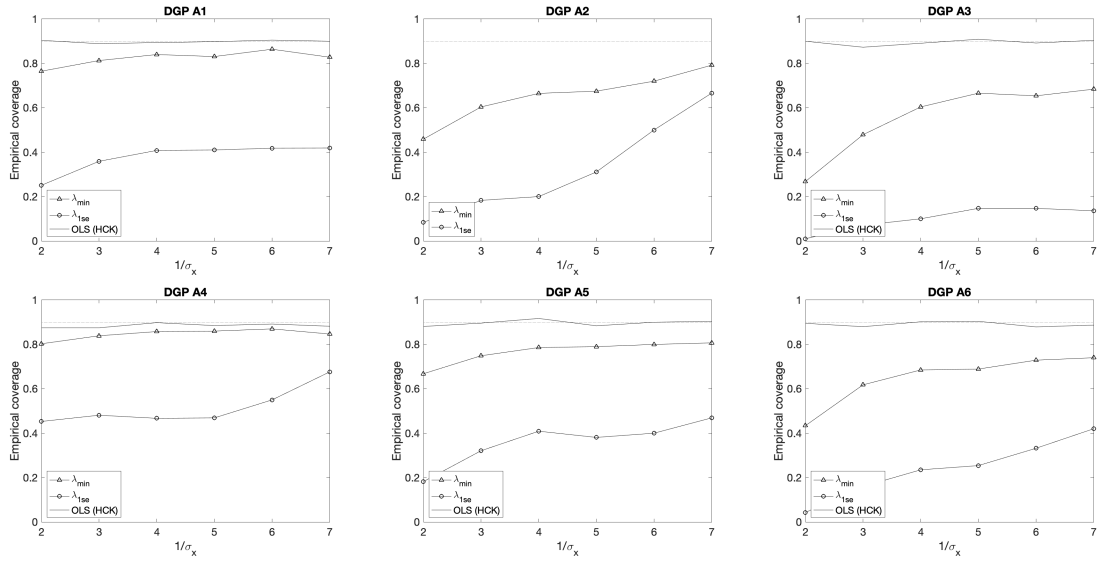 DGP A1
1
0.8
0.6
0.4
0.2
0
Empirical coverage
λmin
λ1se
OLS (HCK)
2 3 4 5 6 7
1/σx
DGP A2
1
0.8
0.6
0.4
0.2
0
Empirical coverage
λmin
λ1se
2 3 4 5 6 7
1/σx
DGP A3
1
0.8
0.6
0.4
0.2
0
Empirical coverage
λmin
λ1se
OLS (HCK)
2 3 4 5 6 7
1/σx
DGP A4
1
0.8
0.6
0.4
0.2
0
Empirical coverage
λmin
λ1se
OLS (HCK)
2 3 4 5 6 7
1/σx
DGP A5
1
0.8
0.6
0.4
0.2
0
Empirical coverage
λmin
λ1se
OLS (HCK)
2 3 4 5 6 7
1/σx
DGP A6
1
0.8
0.6
0.4
0.2
0
Empirical coverage
λmin
λ1se
OLS (HCK)
2 3 4 5 6 7
1/σx